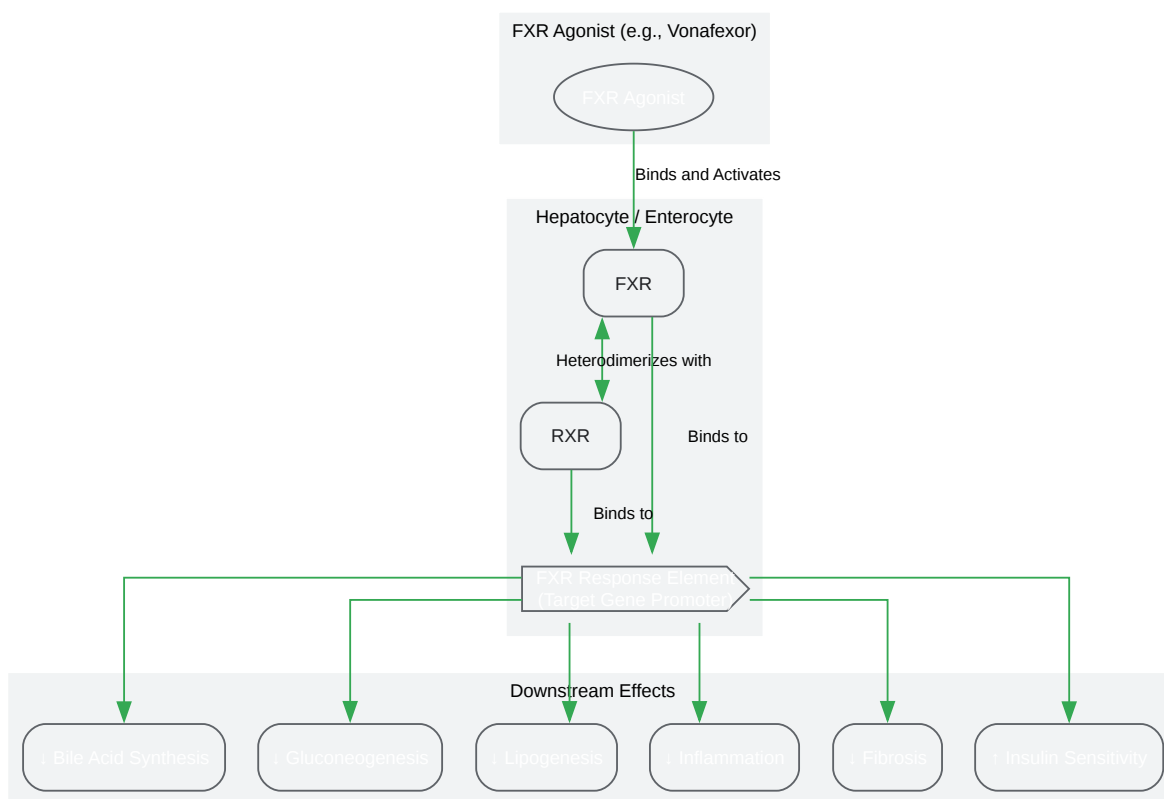 FXR Agonist (e.g., Vonafexor)
FXR Agonist
Binds and Activates
Hepatocyte / Enterocyte
FXR
Heterodimerizes with
RXR
Binds to
Binds to
FXR Response Element
(Target Gene Promoter)
Downstream Effects
↓ Bile Acid Synthesis
↓ Gluconeogenesis
↓ Lipogenesis
↓ Inflammation
↓ Fibrosis
↑ Insulin Sensitivity